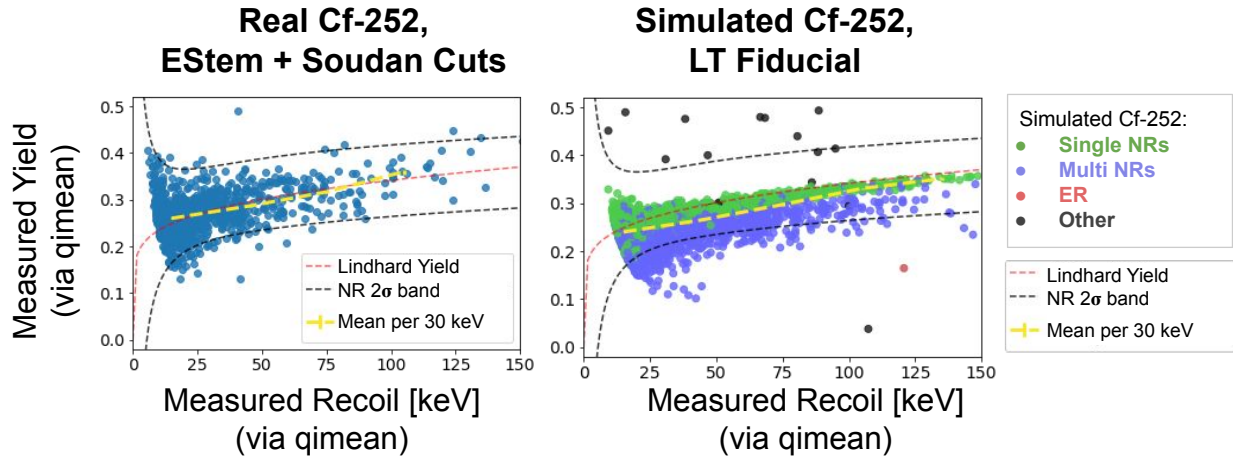 Real Cf-252,
EStem + Soudan Cuts
Simulated Cf-252,
LT Fiducial
Measured Yield
(via qimean)
0.5
0.4
0.3
0.2
0.1
0.0
Lindhard Yield
NR 2σ band
Mean per 30 keV
0 25 50 75 100 125 150
Measured Recoil [keV]
(via qimean)
0.5
0.4
0.3
0.2
0.1
0.0
0 25 50 75 100 125 150
Measured Recoil [keV]
(via qimean)
Simulated Cf-252:
Single NRs
Multi NRs
ER
Other
Lindhard Yield
NR 2σ band
Mean per 30 keV